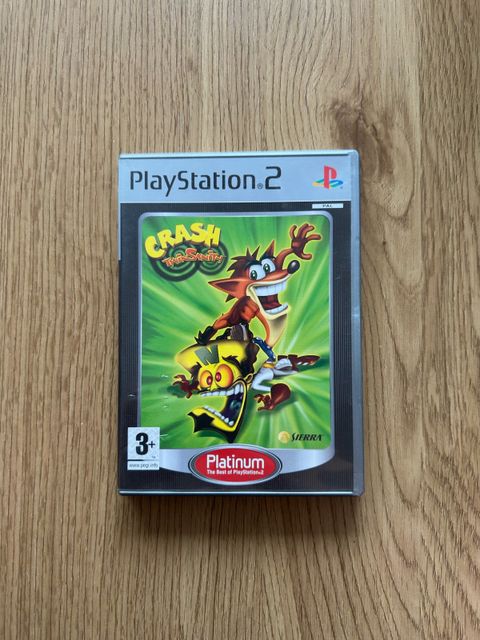 PlayStation®2
PAL
CRASH
TWINSANITY
N
SIERRA
3+
www.pegi.info
Platinum
The Best of PlayStation®2